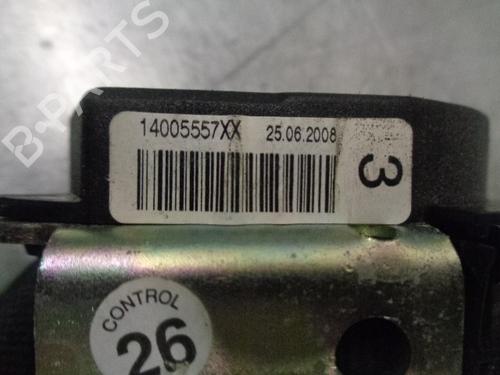 B-PARTS
14005557XX 25.06.2008
3
CONTROL
26